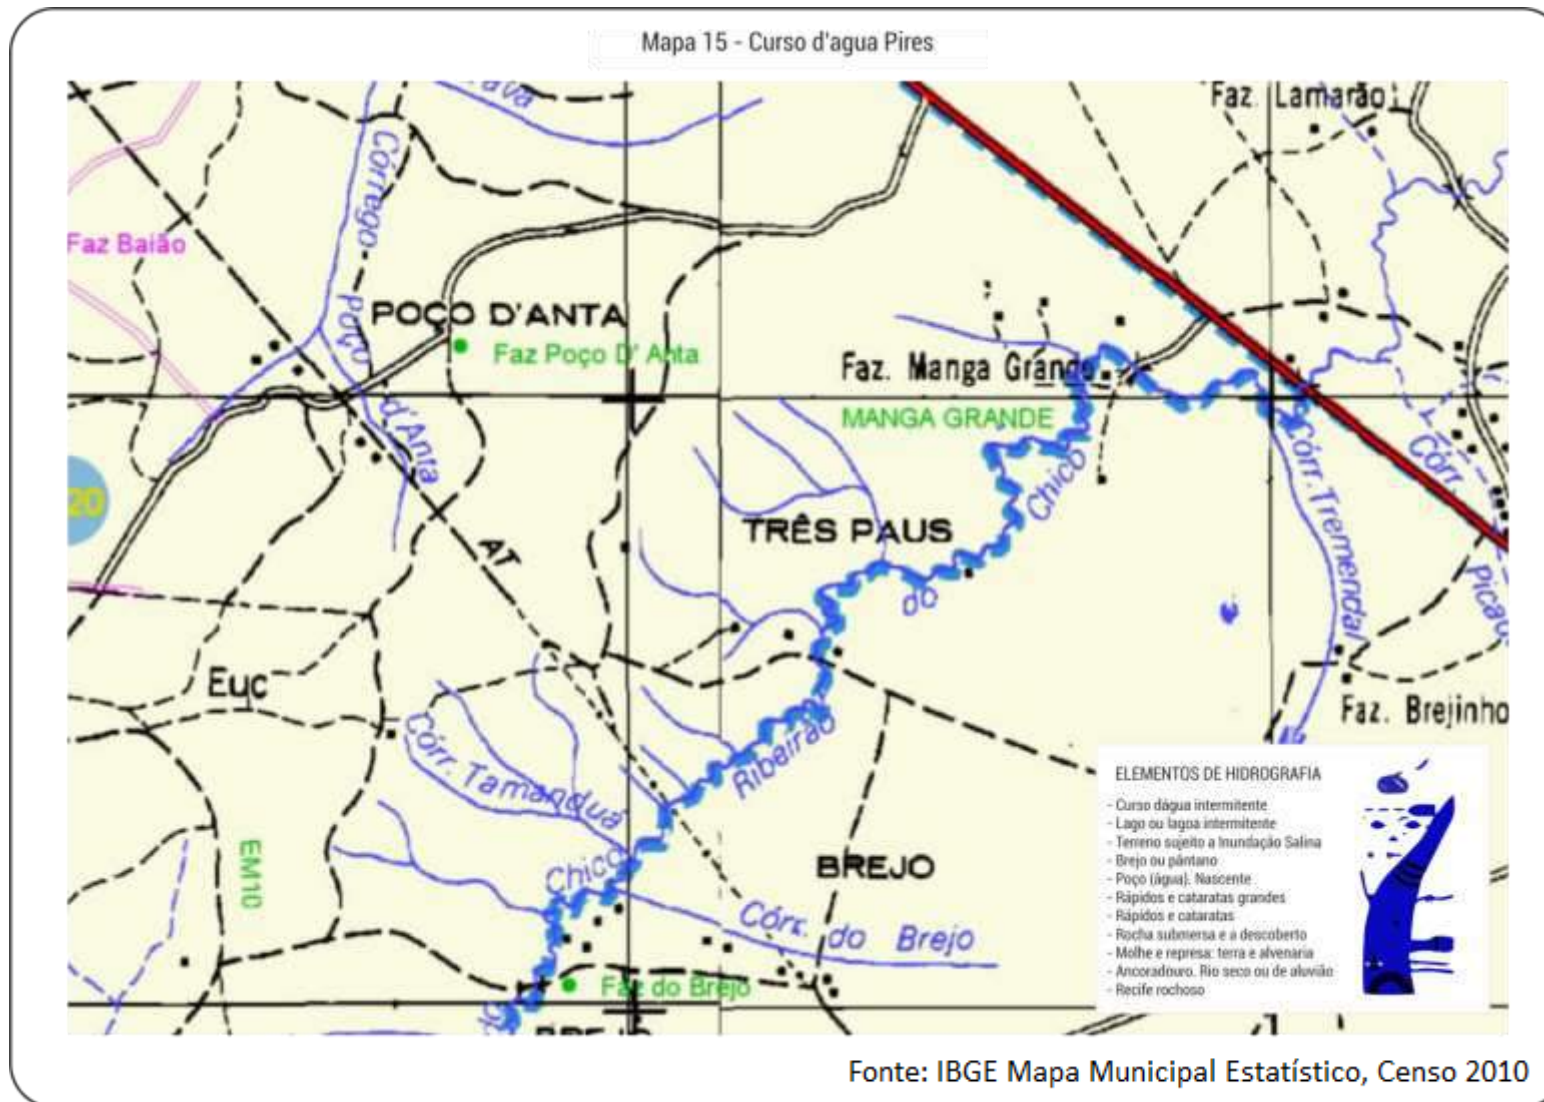 Mapa 15 - Curso d'agua Pires
ava
Faz. Lamarão
Córrego Poço d'Anta
Faz Baião
POÇO D'ANTA
Faz Poço D' Anta
Faz. Manga Grande
MANGA GRANDE
20
AT
TRÊS PAUS
Ribeirão do Chico
Córr. Tremendal
Córr.
Picad
Euc
Faz. Brejinho
Córr. Tamanduá
Chico
EM10
BREJO
Córr. do Brejo
Faz do Brejo
BREJO
ELEMENTOS DE HIDROGRAFIA
- Curso dágua intermitente
- Lago ou lagoa intermitente
- Terreno sujeito a Inundação Salina
- Brejo ou pântano
- Poço (água). Nascente
- Rápidos e cataratas grandes
- Rápidos e cataratas
- Rocha submersa e a descoberto
- Molhe e represa: terra e alvenaria
- Ancoradouro. Rio seco ou de aluvião
- Recife rochoso
Fonte: IBGE Mapa Municipal Estatístico, Censo 2010